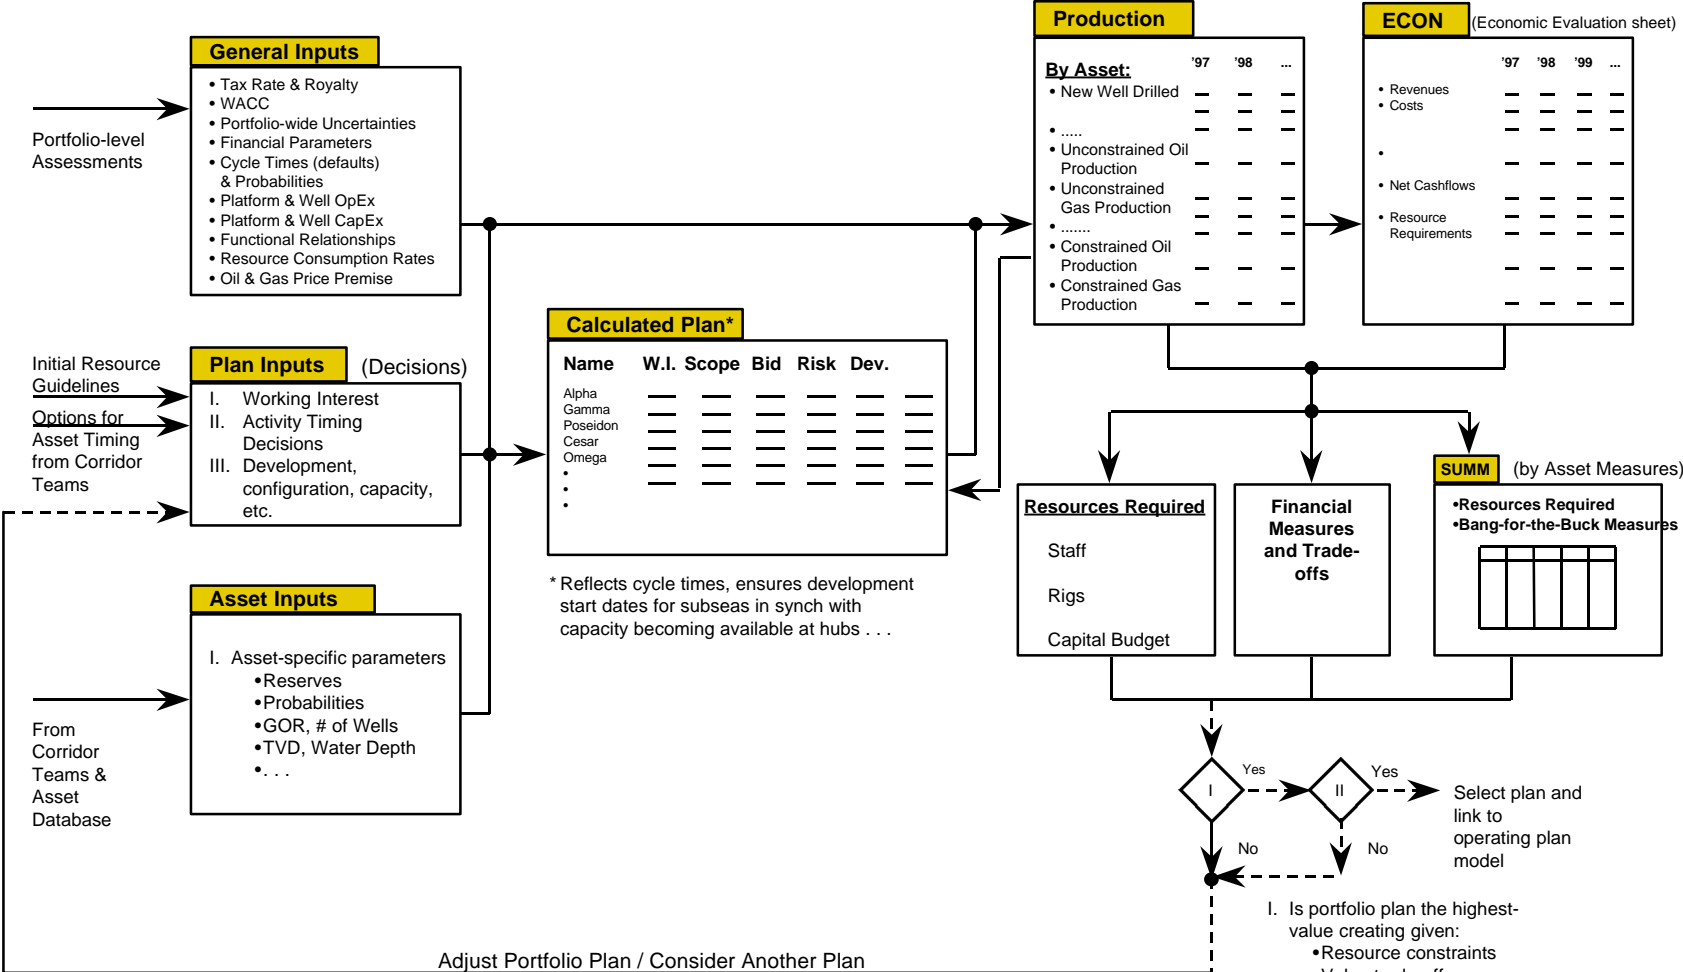 Portfolio-level
Assessments
General Inputs
• Tax Rate & Royalty
• WACC
• Portfolio-wide Uncertainties
• Financial Parameters
• Cycle Times (defaults)
& Probabilities
• Platform & Well OpEx
• Platform & Well CapEx
• Functional Relationships
• Resource Consumption Rates
• Oil & Gas Price Premise
Initial Resource
Guidelines
Options for
Asset Timing
from Corridor
Teams
Plan Inputs (Decisions)
I. Working Interest
II. Activity Timing
Decisions
III. Development,
configuration, capacity,
etc.
From
Corridor
Teams &
Asset
Database
Asset Inputs
I. Asset-specific parameters
•Reserves
•Probabilities
•GOR, # of Wells
•TVD, Water Depth
•. . .
Calculated Plan*
Name W.I. Scope Bid Risk Dev.
Alpha
Gamma
Poseidon
Cesar
Omega
•
•
•
* Reflects cycle times, ensures development
start dates for subseas in synch with
capacity becoming available at hubs . . .
Production
By Asset: '97 '98 ...
• New Well Drilled
• .....
• Unconstrained Oil
Production
• Unconstrained
Gas Production
• .......
• Constrained Oil
Production
• Constrained Gas
Production
ECON (Economic Evaluation sheet)
'97 '98 '99 ...
• Revenues
• Costs
•
• Net Cashflows
• Resource
Requirements
Resources Required
Staff
Rigs
Capital Budget
Financial
Measures
and Trade-
offs
SUMM (by Asset Measures)
•Resources Required
•Bang-for-the-Buck Measures
I Yes II Yes
No No
Select plan and
link to
operating plan
model
I. Is portfolio plan the highest-
value creating given:
•Resource constraints
Adjust Portfolio Plan / Consider Another Plan